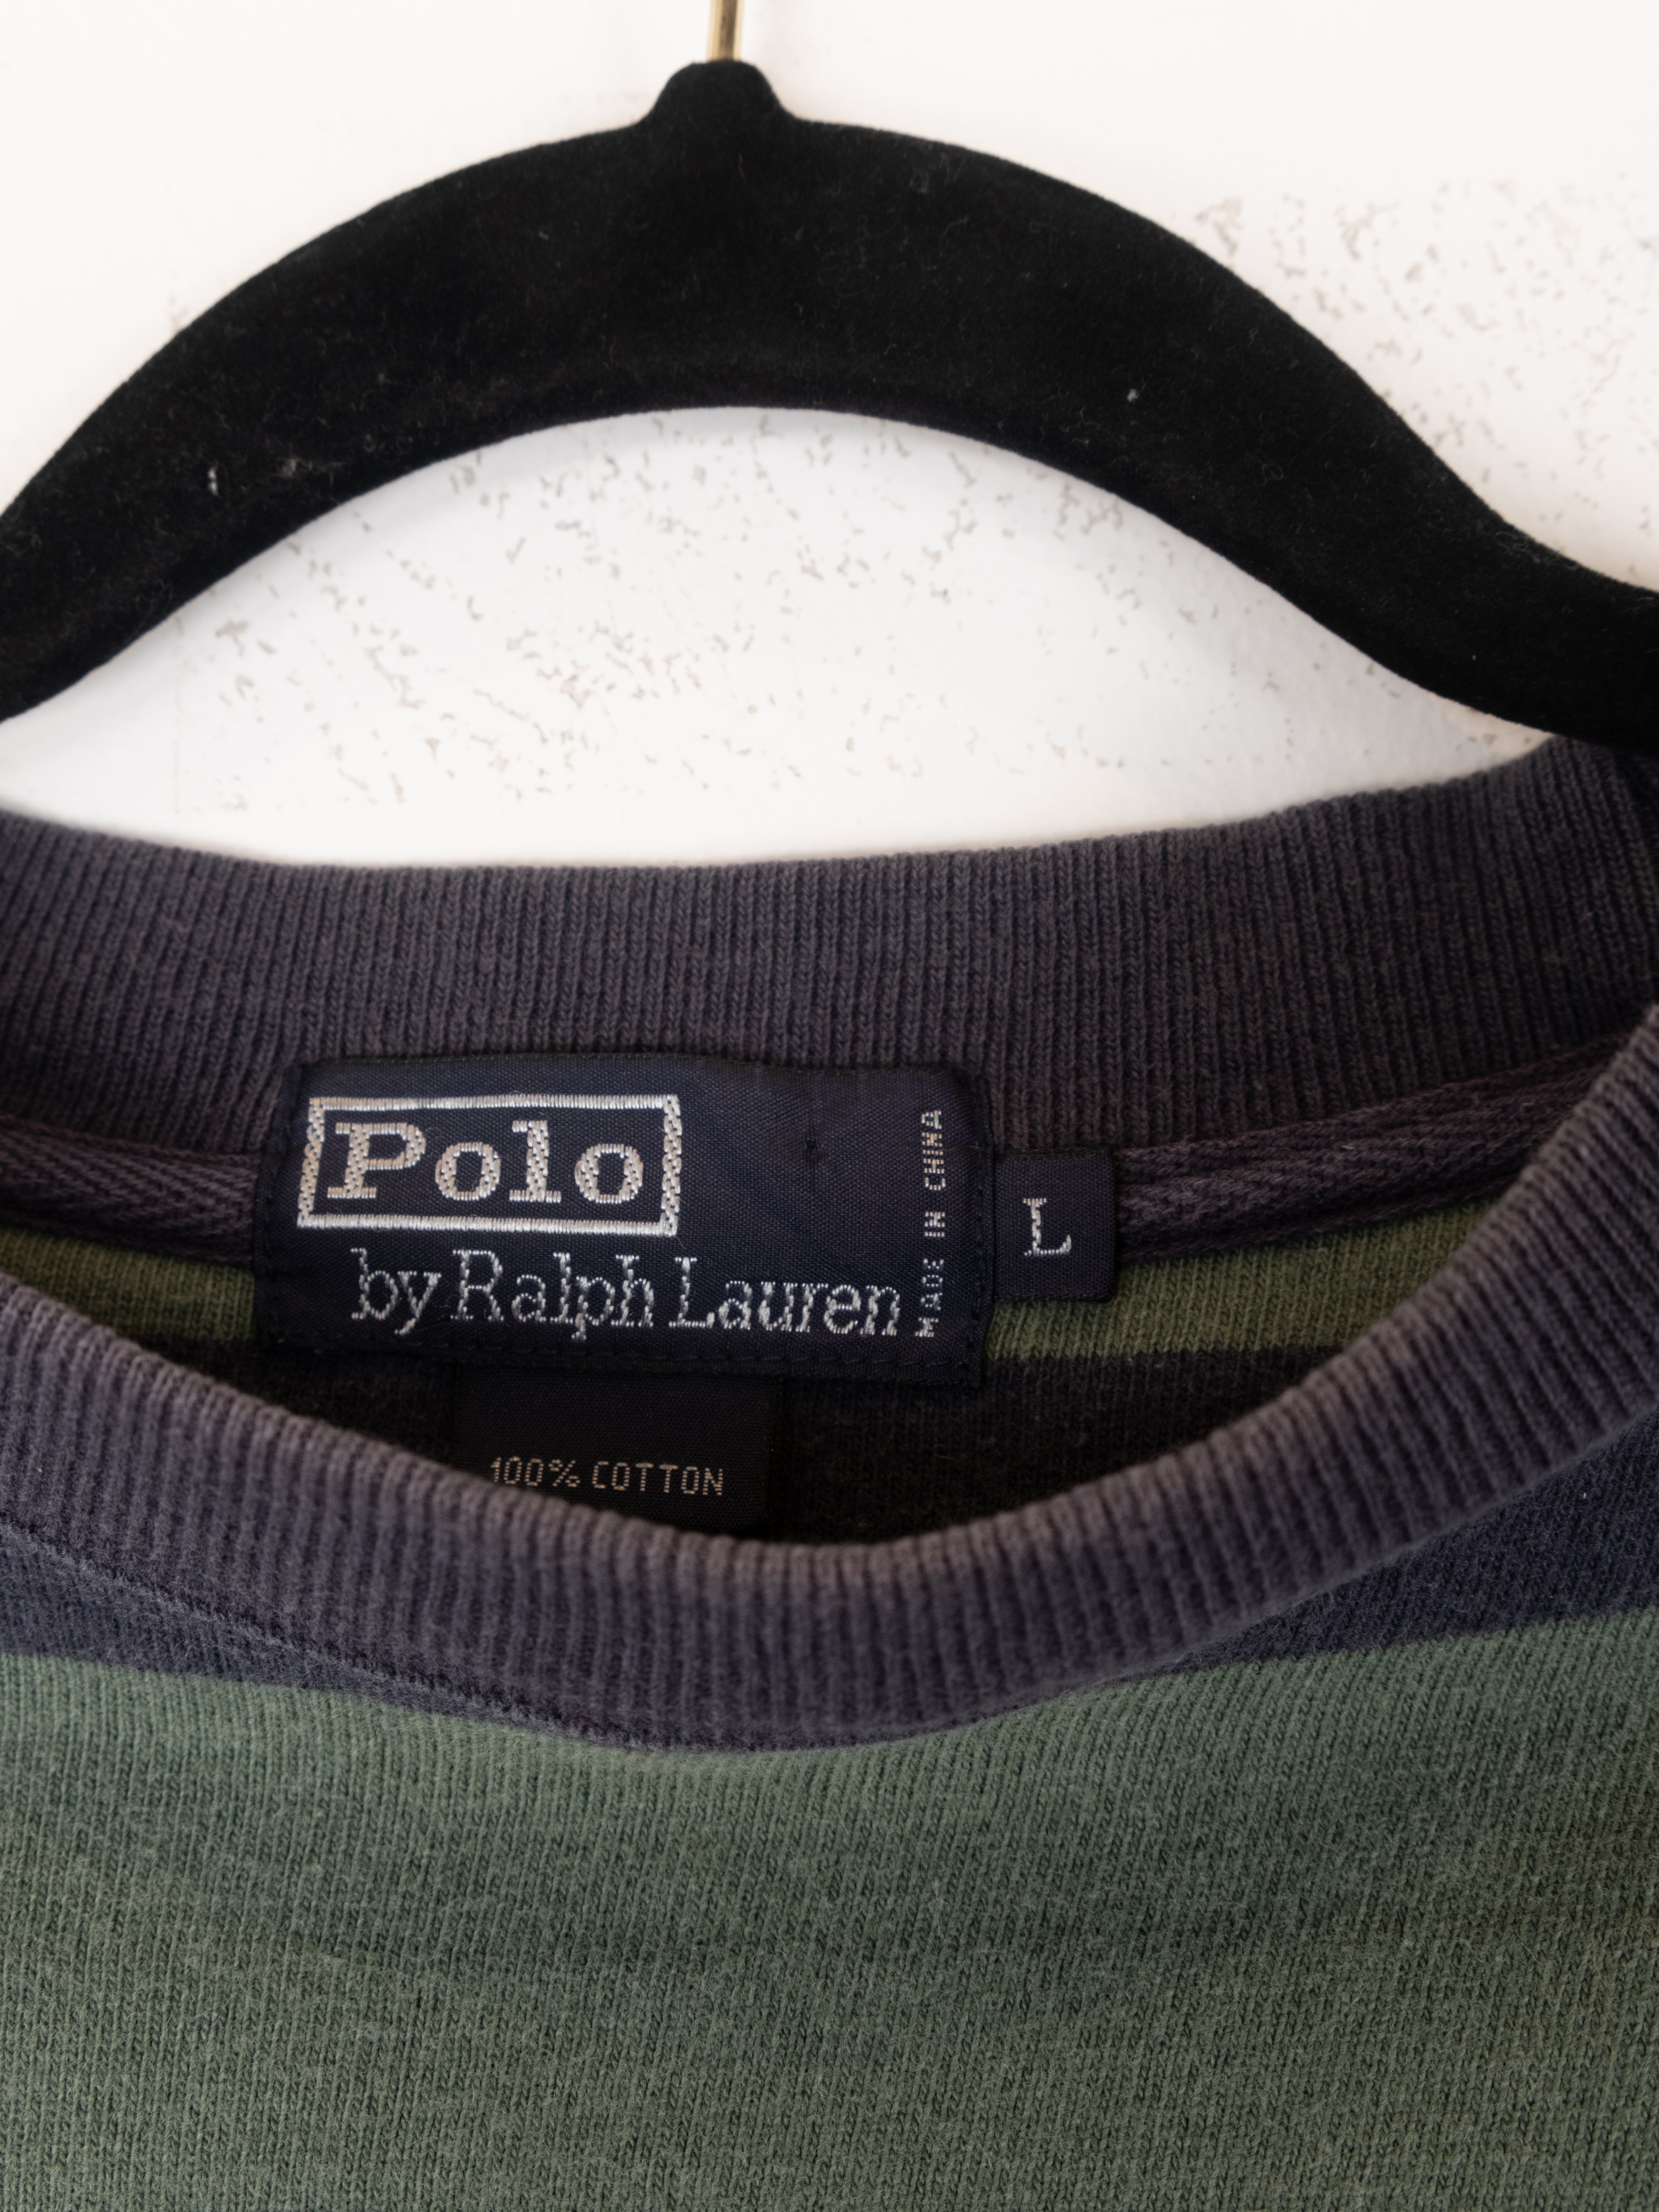 Polo
by Ralph Lauren
MADE IN CHINA
L
100% COTTON